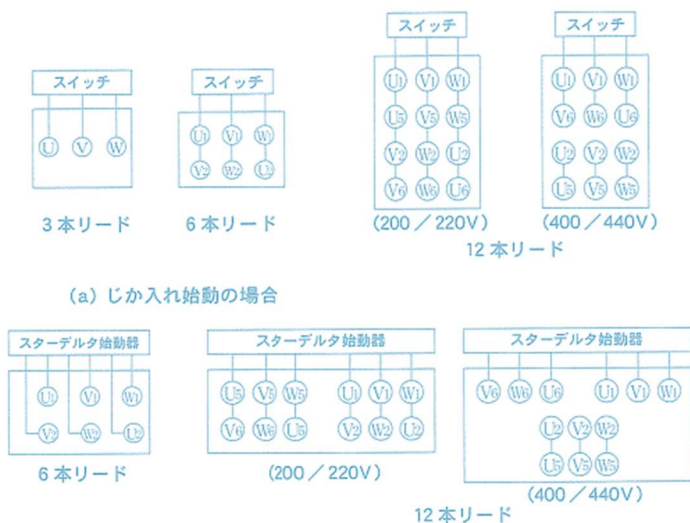 スイッチ
U V W
3本リード
スイッチ
U1 V1 W1
V2 W2 U2
6本リード
スイッチ
U1 V1 W1
U5 V5 W5
V2 W2 U2
V6 W6 U6
(200／220V)
スイッチ
U1 V1 W1
V6 W6 U6
U2 V2 W2
U5 V5 W5
(400／440V)
12本リード
(a) じか入れ始動の場合
スターデルタ始動器
U1 V1 W1
V2 W2 U2
6本リード
スターデルタ始動器
U5 V5 W5 U1 V1 W1
V6 W6 U5 V2 W2 U2
(200／220V)
スターデルタ始動器
V6 W6 U6 U1 V1 W1
U2 V2 W2
U5 V5 W5
(400／440V)
12本リード